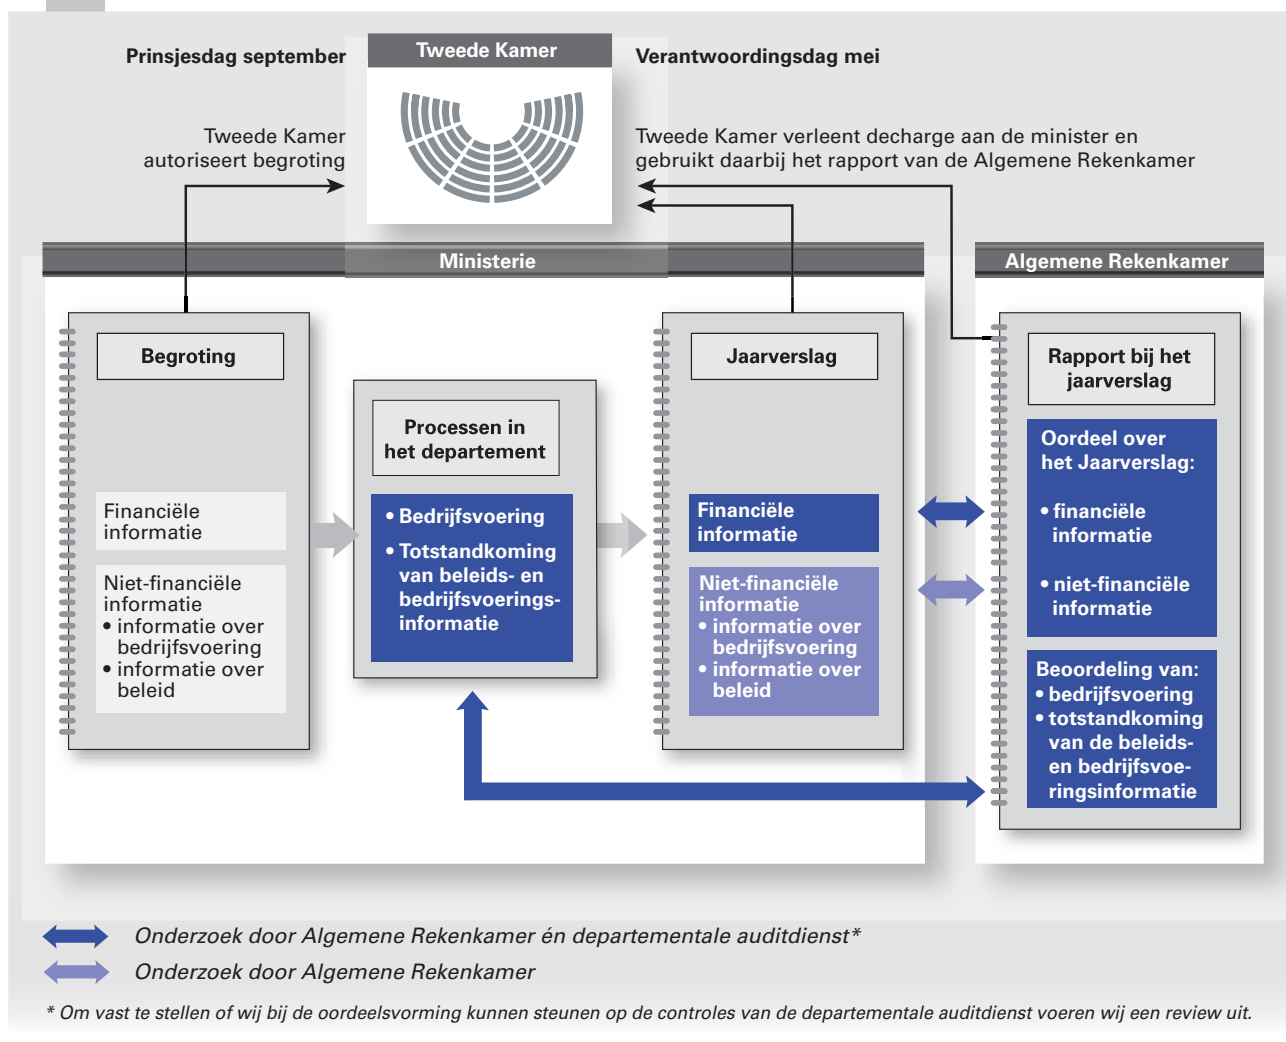 Prinsjesdag september
Tweede Kamer
Verantwoordingsdag mei
Tweede Kamer
autoriseert begroting
Tweede Kamer verleent decharge aan de minister en
gebruikt daarbij het rapport van de Algemene Rekenkamer
Ministerie
Algemene Rekenkamer
Begroting
Financiële
informatie
Niet-financiële
informatie
• informatie over
bedrijfsvoering
• informatie over
beleid
Processen in
het departement
• Bedrijfsvoering
• Totstandkoming
van beleids- en
bedrijfsvoerings-
informatie
Jaarverslag
Financiële
informatie
Niet-financiële
informatie
• informatie over
bedrijfsvoering
• informatie over
beleid
Rapport bij het
jaarverslag
Oordeel over
het Jaarverslag:
• financiële
informatie
• niet-financiële
informatie
Beoordeling van:
• bedrijfsvoering
• totstandkoming
van de beleids-
en bedrijfsvoe-
ringsinformatie
Onderzoek door Algemene Rekenkamer én departementale auditdienst*
Onderzoek door Algemene Rekenkamer
* Om vast te stellen of wij bij de oordeelsvorming kunnen steunen op de controles van de departementale auditdienst voeren wij een review uit.